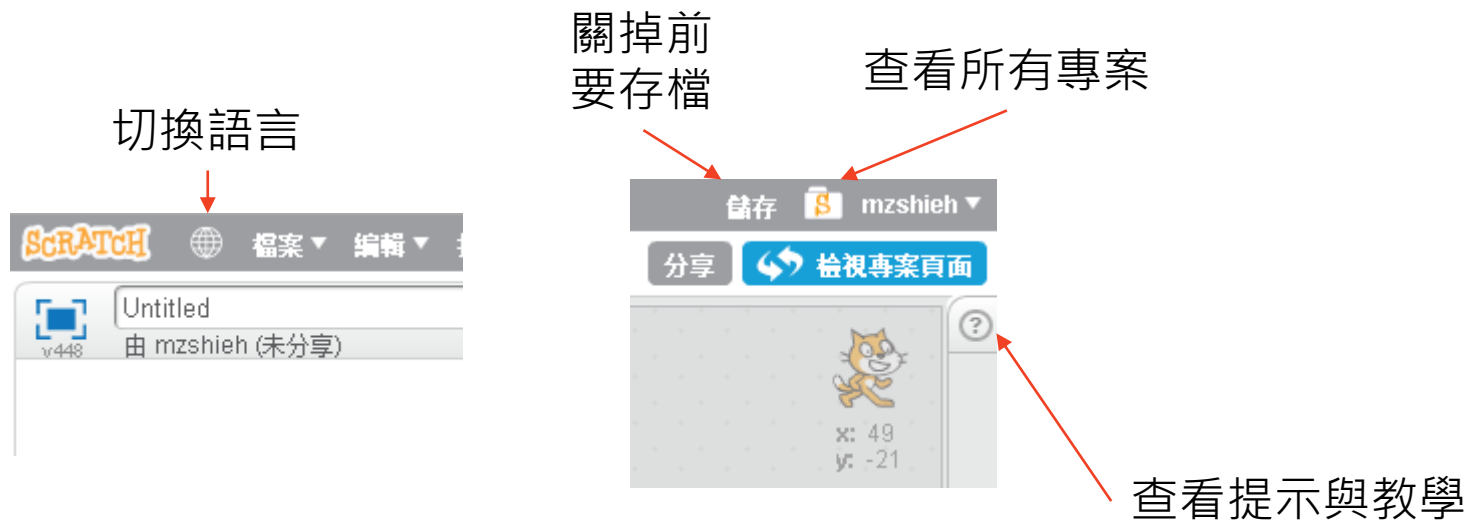 關掉前
要存檔
查看所有專案
切換語言
SCRATCH 檔案 編輯
Untitled
v448
由 mzshieh (未分享)
儲存 S mzshieh
分享 檢視專案頁面
?
x: 49
y: -21
查看提示與教學